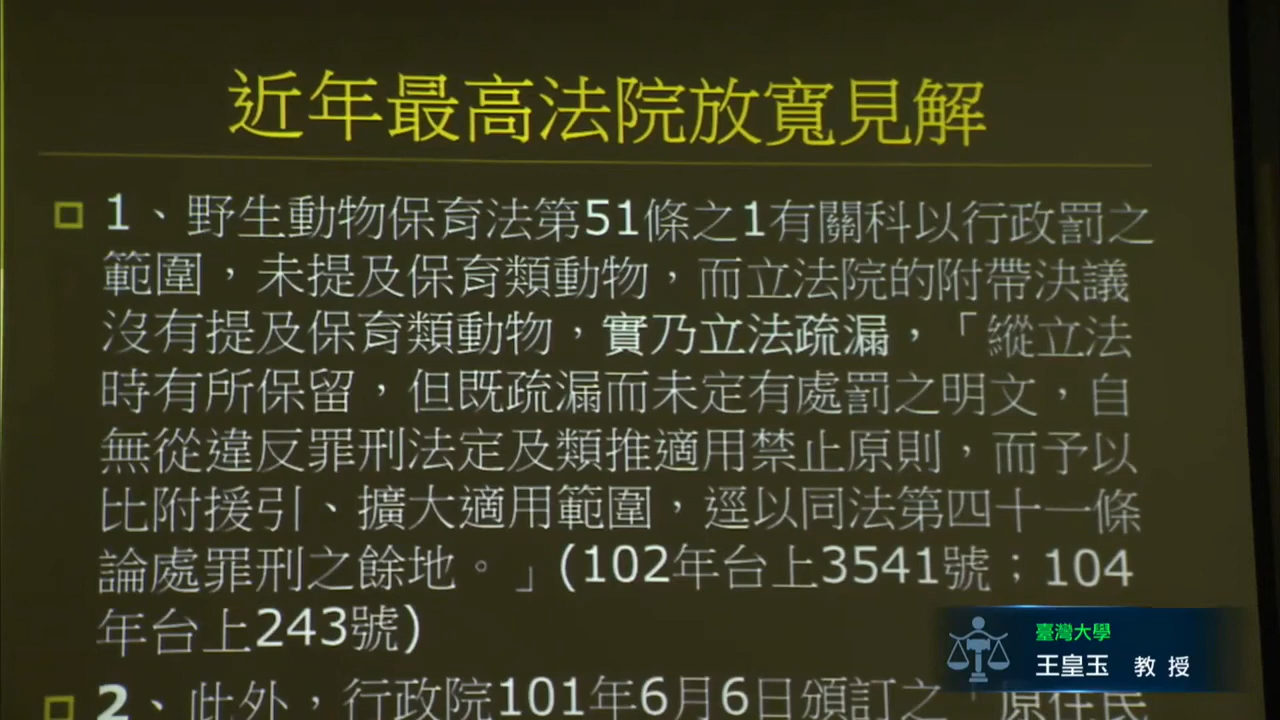 近年最高法院放寬見解
1、野生動物保育法第51條之1有關科以行政罰之
範圍，未提及保育類動物，而立法院的附帶決議
沒有提及保育類動物，實乃立法疏漏，「縱立法
時有所保留，但既疏漏而未定有處罰之明文，自
無從違反罪刑法定及類推適用禁止原則，而予以
比附援引、擴大適用範圍，逕以同法第四十一條
論處罪刑之餘地。」(102年台上3541號；104
年台上243號)
2、此外，行政院101年6月6日頒訂之「原住民
臺灣大學
王皇玉 教授